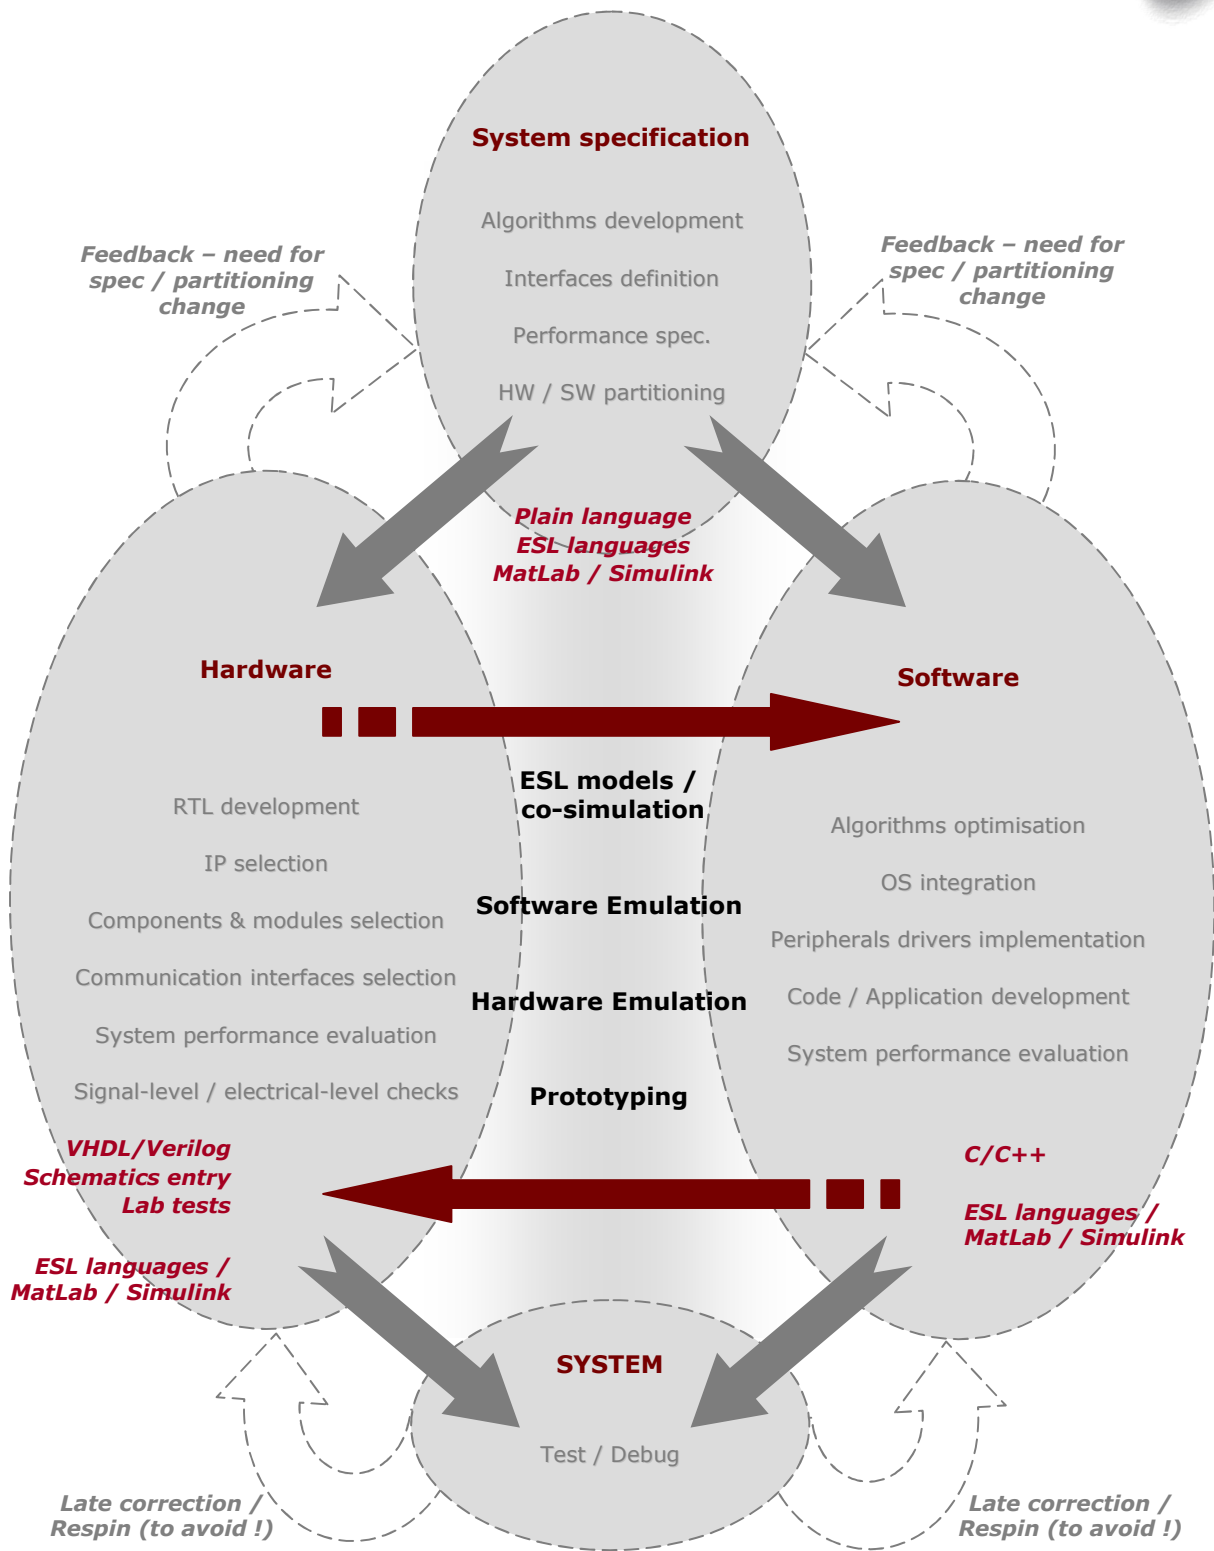 System specification
Algorithms development
Interfaces definition
Performance spec.
HW / SW partitioning
Feedback – need for
spec / partitioning
change
Feedback – need for
spec / partitioning
change
Plain language
ESL languages
MatLab / Simulink
Hardware
RTL development
IP selection
Components & modules selection
Communication interfaces selection
System performance evaluation
Signal-level / electrical-level checks
VHDL/Verilog
Schematics entry
Lab tests
ESL languages /
MatLab / Simulink
ESL models /
co-simulation
Software Emulation
Hardware Emulation
Prototyping
Software
Algorithms optimisation
OS integration
Peripherals drivers implementation
Code / Application development
System performance evaluation
C/C++
ESL languages /
MatLab / Simulink
SYSTEM
Test / Debug
Late correction /
Respin (to avoid !)
Late correction /
Respin (to avoid !)